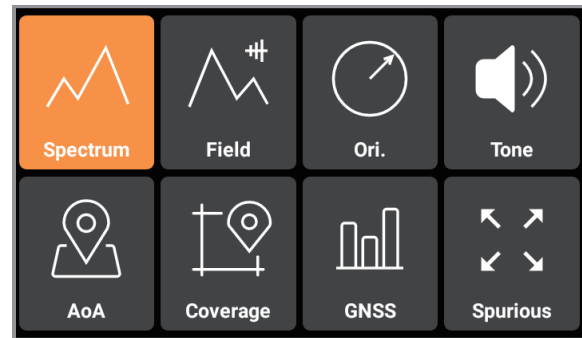 Spectrum
Field
Ori.
Tone
AoA
Coverage
GNSS
Spurious